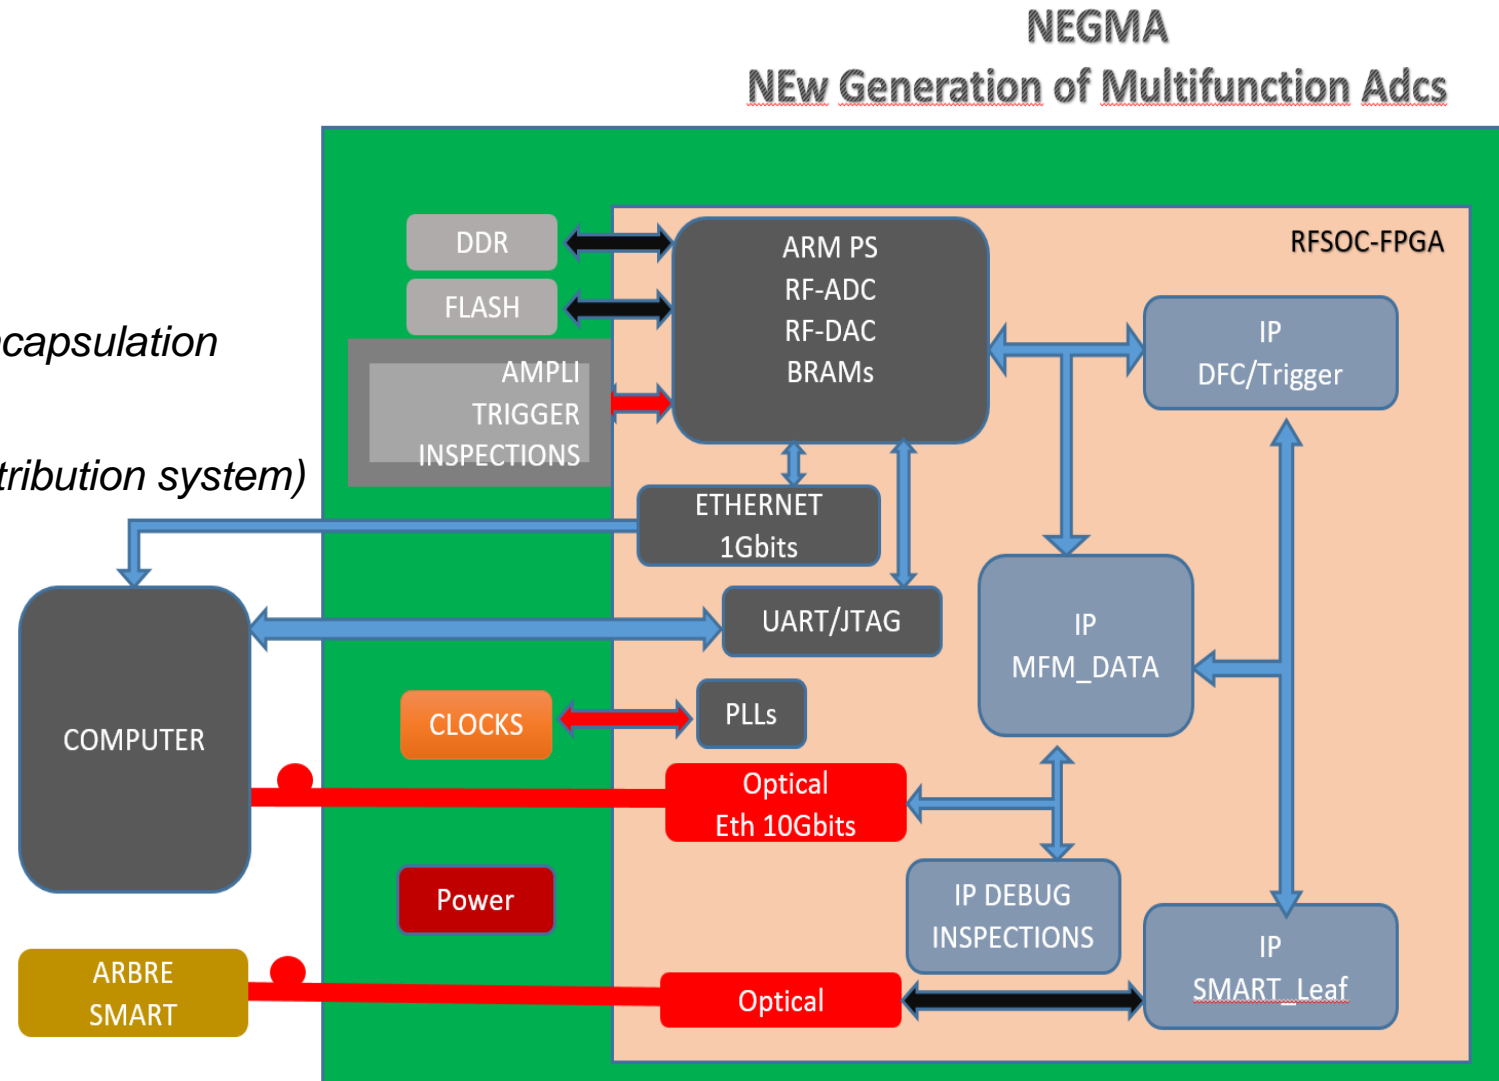 NEGMA
NEw Generation of Multifunction Adcs
DDR
FLASH
AMPLI
TRIGGER
INSPECTIONS
ARM PS
RF-ADC
RF-DAC
BRAMs
RFSOC-FPGA
IP
DFC/Trigger
capsulation
tribution system)
ETHERNET
1Gbits
UART/JTAG
IP
MFM_DATA
COMPUTER
CLOCKS
PLLs
Optical
Eth 10Gbits
Power
IP DEBUG
INSPECTIONS
ARBRE
SMART
Optical
IP
SMART_Leaf